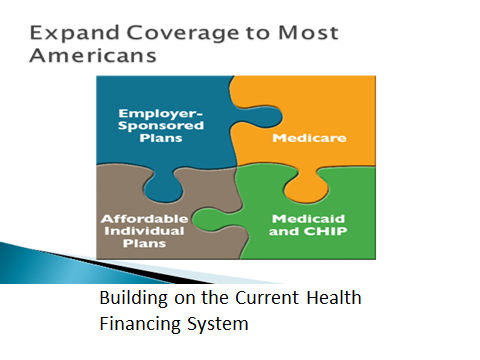 Expand Coverage to Most
Americans
Employer-
Sponsored
Plans
Medicare
Affordable
Individual
Plans
Medicaid
and CHIP
Building on the Current Health
Financing System